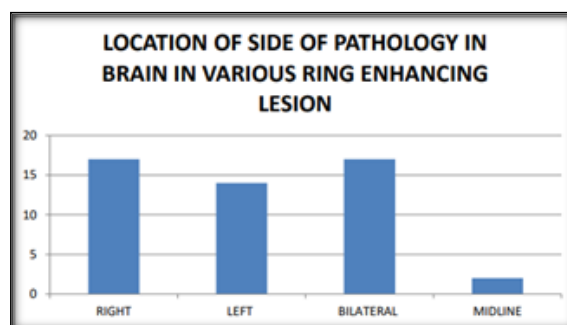 LOCATION OF SIDE OF PATHOLOGY IN
BRAIN IN VARIOUS RING ENHANCING
LESION
20
15
10
5
0
RIGHT LEFT BILATERAL MIDLINE